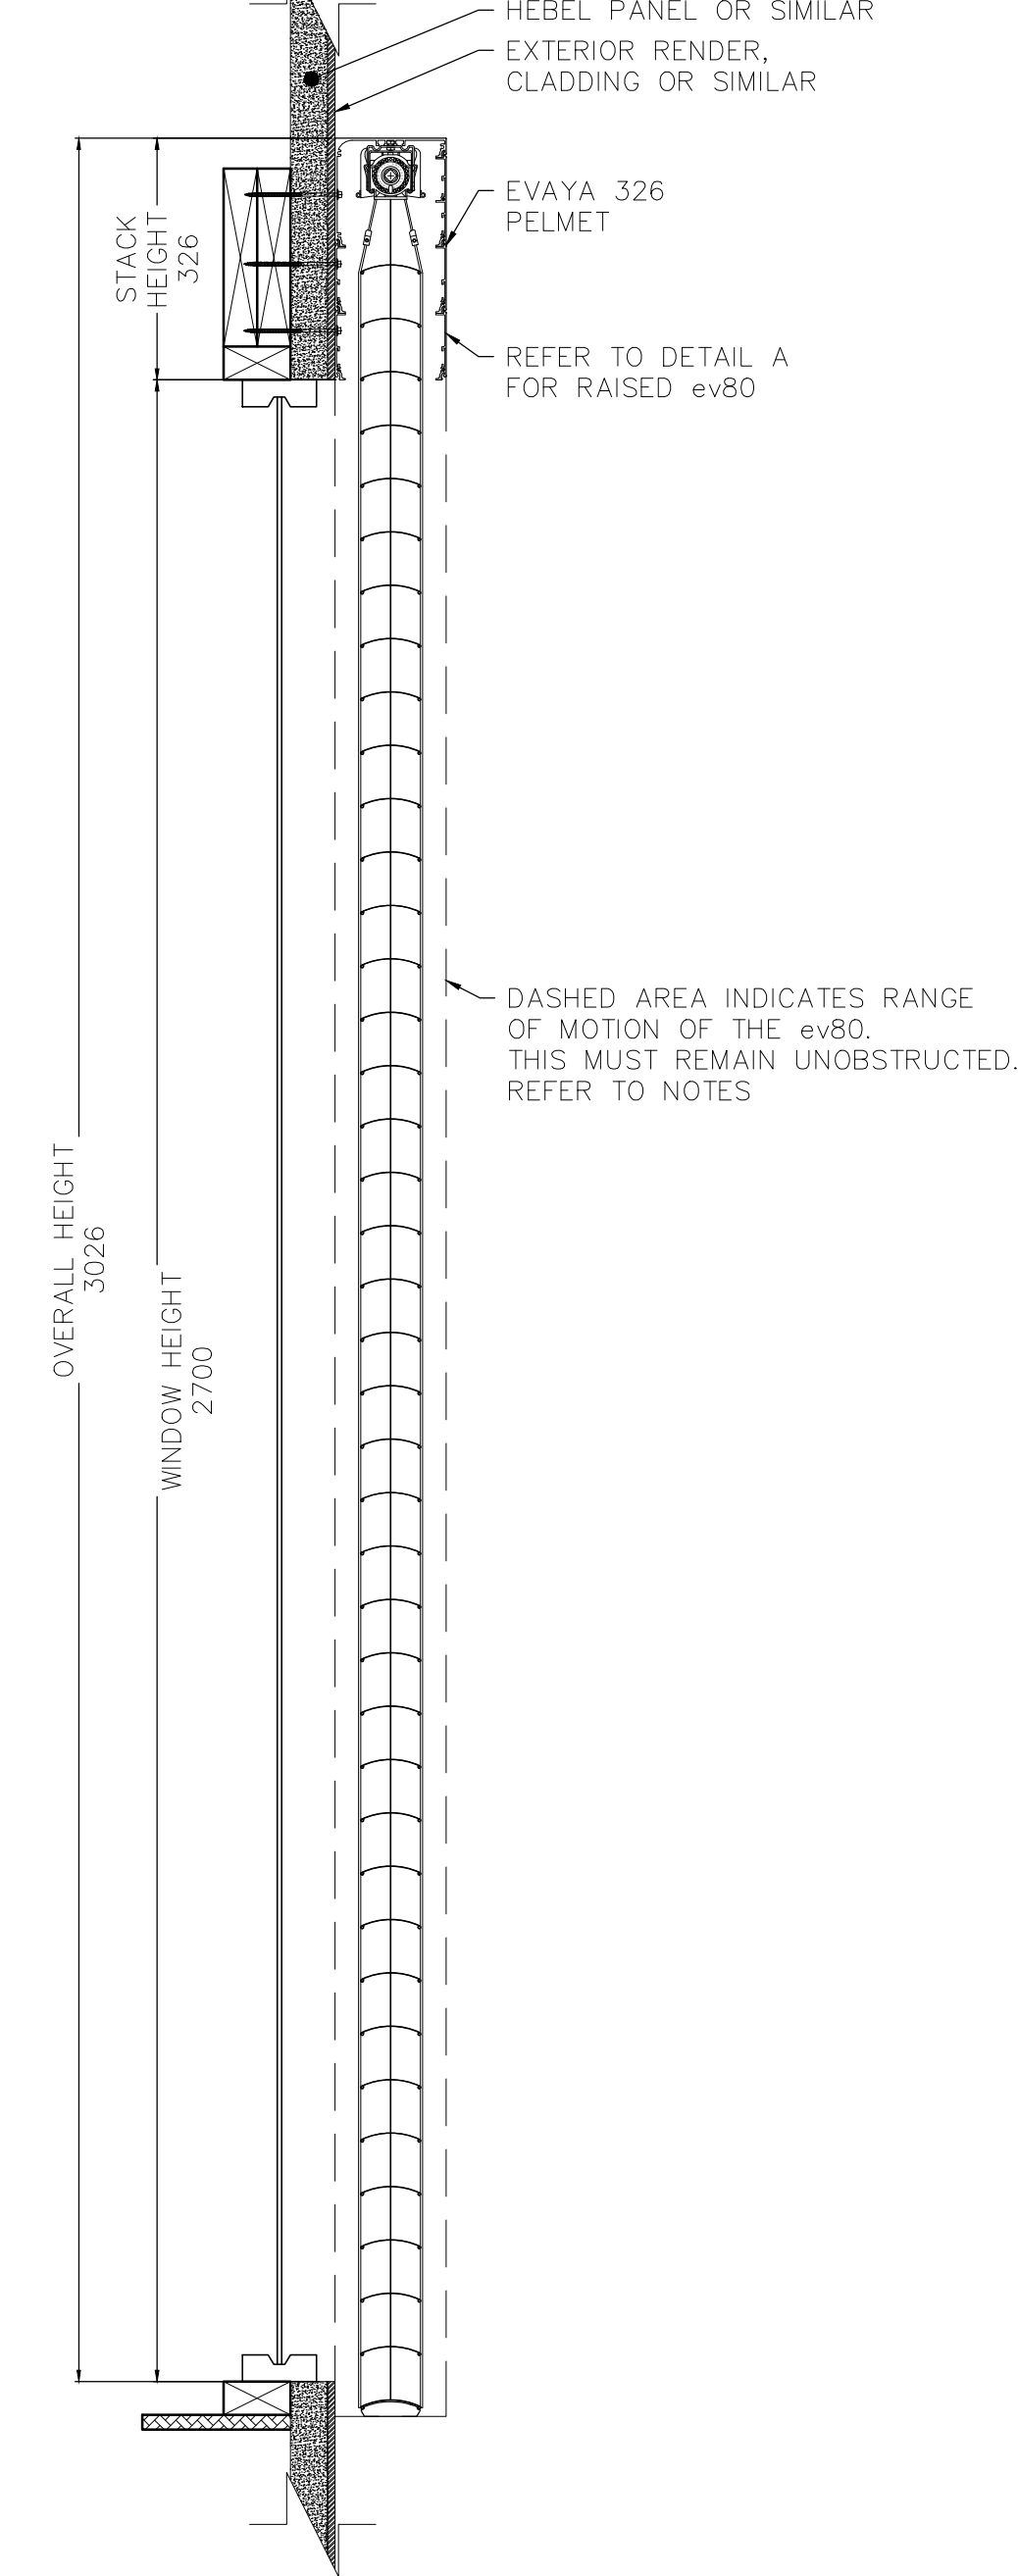 HEBEL PANEL OR SIMILAR
EXTERIOR RENDER,
CLADDING OR SIMILAR
EVAYA 326
PELMET
STACK
HEIGHT
326
REFER TO DETAIL A
FOR RAISED ev80
DASHED AREA INDICATES RANGE
OF MOTION OF THE ev80.
THIS MUST REMAIN UNOBSTRUCTED.
REFER TO NOTES
OVERALL HEIGHT
3026
WINDOW HEIGHT
2700